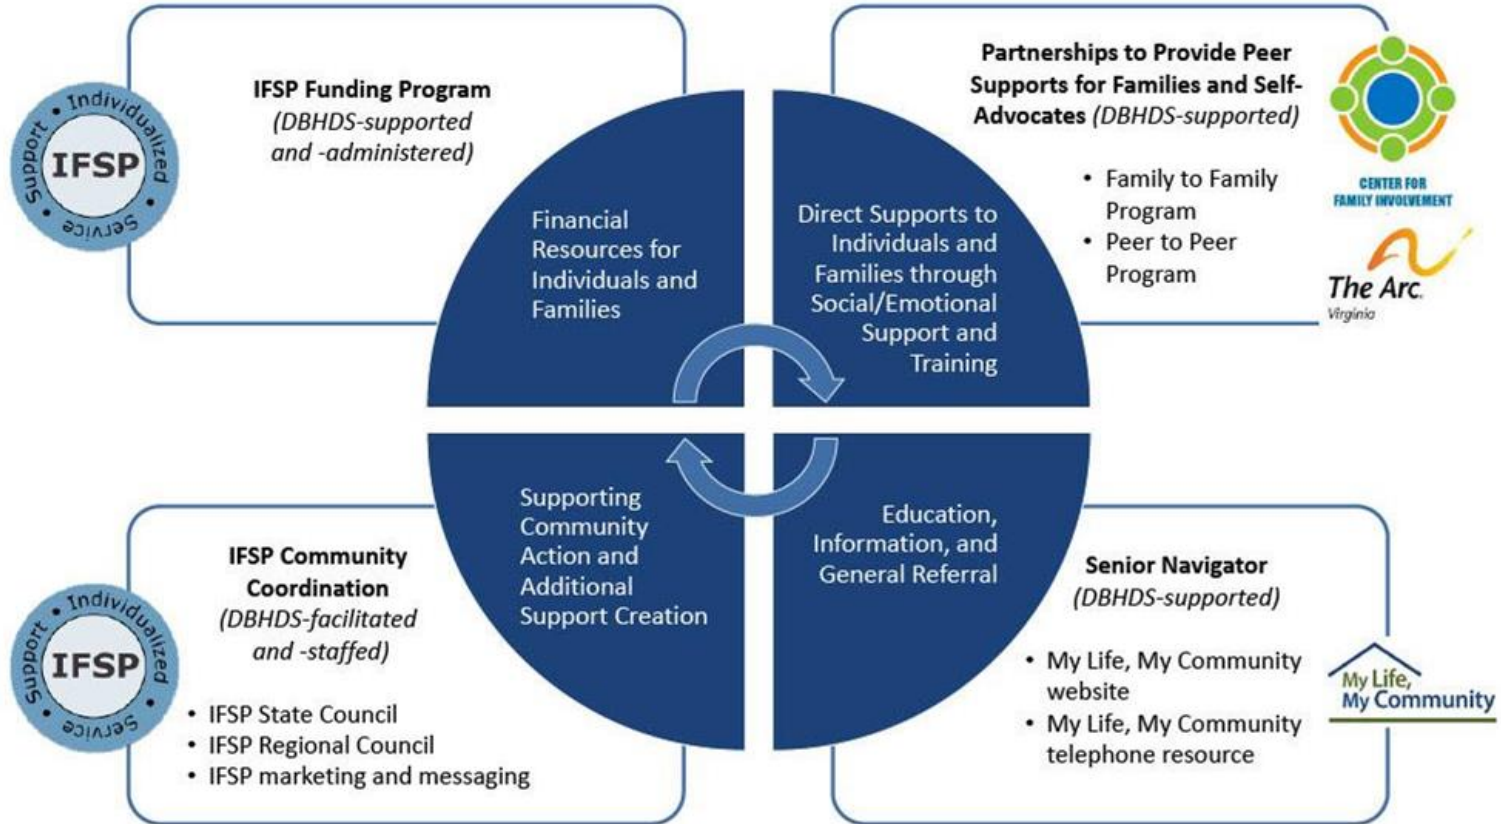 Individualized
Support
IFSP
Service
IFSP Funding Program
(DBHDS-supported
and -administered)
Financial
Resources for
Individuals and
Families
Partnerships to Provide Peer
Supports for Families and Self-
Advocates (DBHDS-supported)
• Family to Family
Program
• Peer to Peer
Program
CENTER FOR
FAMILY INVOLVEMENT
The Arc.
Virginia
Direct Supports to
Individuals and
Families through
Social/Emotional
Support and
Training
Individualized
Support
IFSP
Service
IFSP Community
Coordination
(DBHDS-facilitated
and -staffed)
• IFSP State Council
• IFSP Regional Council
• IFSP marketing and messaging
Supporting
Community
Action and
Additional
Support Creation
Education,
Information, and
General Referral
Senior Navigator
(DBHDS-supported)
• My Life, My Community
website
• My Life, My Community
telephone resource
My Life,
My Community